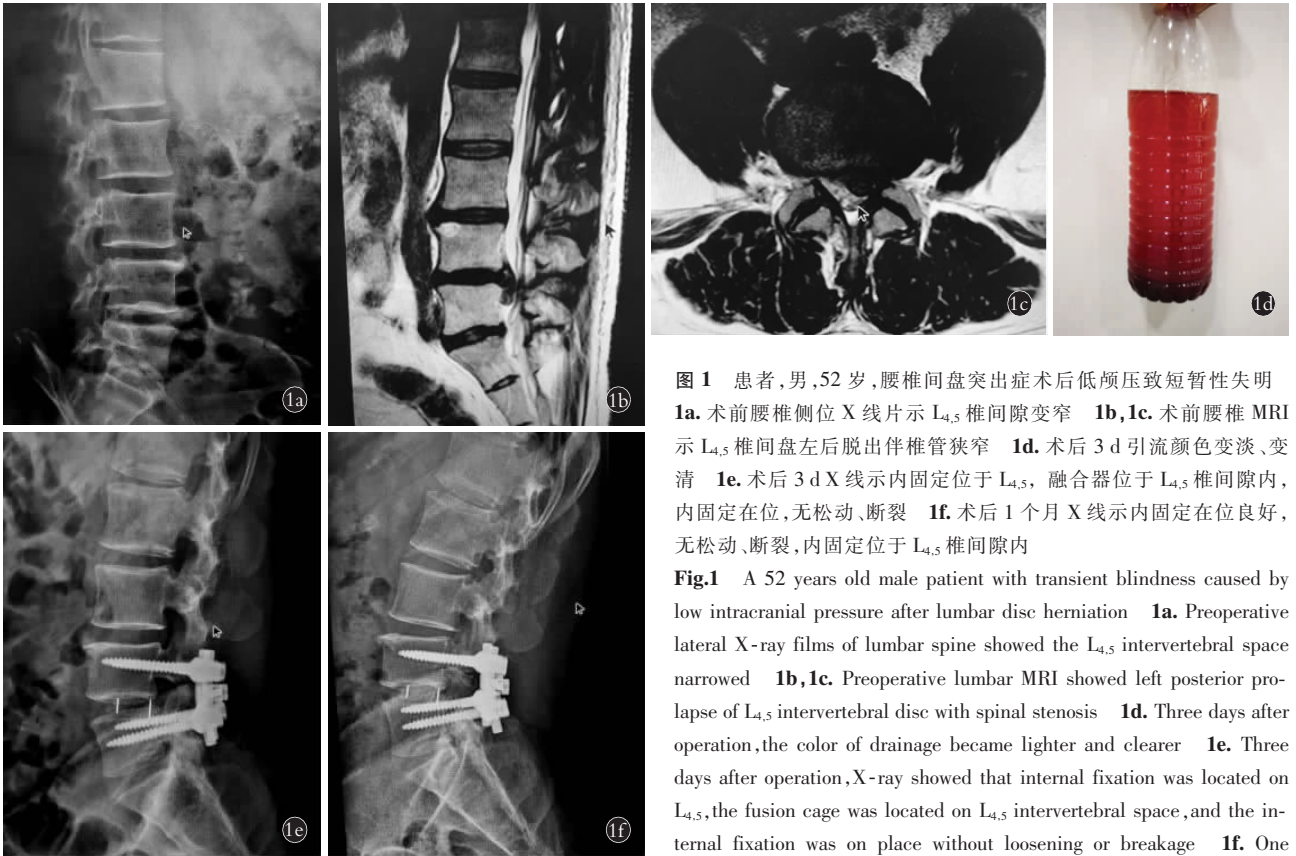 1a
1b
1c
1d
1e
1f
图 1 患者,男,52 岁,腰椎间盘突出症术后低颅压致短暂性失明
1a. 术前腰椎侧位 X 线片示 L4,5 椎间隙变窄 1b,1c. 术前腰椎 MRI
示 L4,5 椎间盘左后脱出伴椎管狭窄 1d. 术后 3 d 引流颜色变淡、变
清 1e. 术后 3 d X 线示内固定位于 L4,5, 融合器位于 L4,5 椎间隙内,
内固定在位,无松动、断裂 1f. 术后 1 个月 X 线示内固定在位良好,
无松动、断裂,内固定位于 L4,5 椎间隙内
Fig.1 A 52 years old male patient with transient blindness caused by
low intracranial pressure after lumbar disc herniation 1a. Preoperative
lateral X-ray films of lumbar spine showed the L4,5 intervertebral space
narrowed 1b,1c. Preoperative lumbar MRI showed left posterior pro-
lapse of L4,5 intervertebral disc with spinal stenosis 1d. Three days after
operation,the color of drainage became lighter and clearer 1e. Three
days after operation,X-ray showed that internal fixation was located on
L4,5,the fusion cage was located on L4,5 intervertebral space,and the in-
ternal fixation was on place without loosening or breakage 1f. One